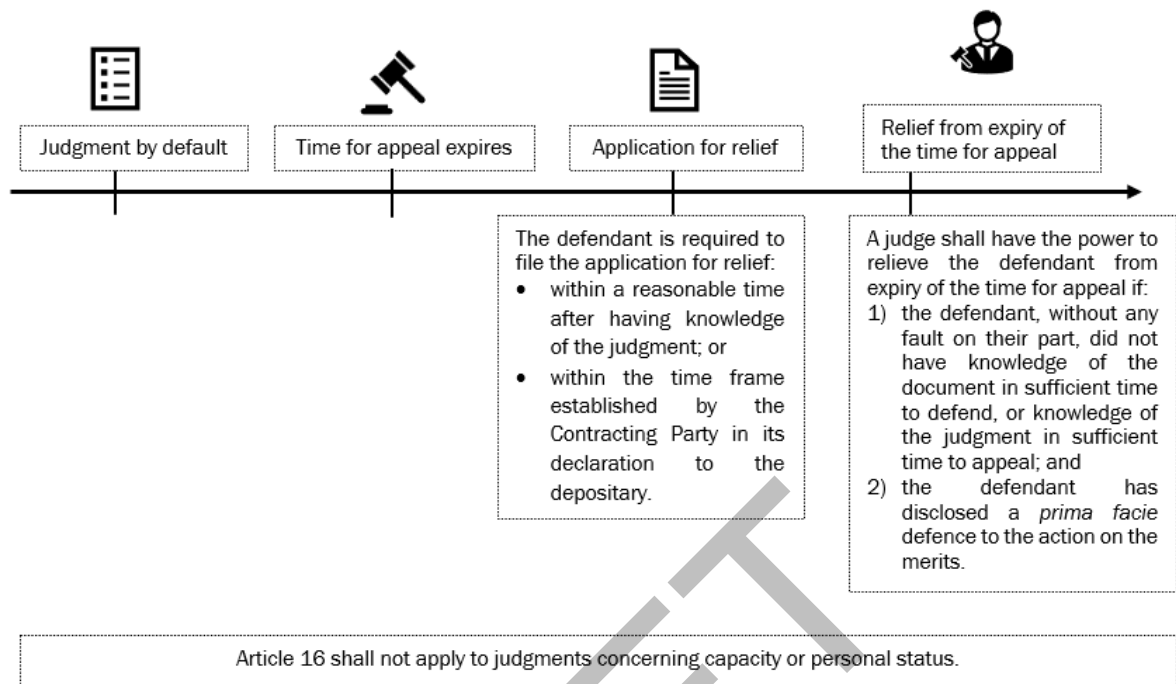 Judgment by default
Time for appeal expires
Application for relief
Relief from expiry of
the time for appeal
The defendant is required to
file the application for relief:
• within a reasonable time
after having knowledge
of the judgment; or
• within the time frame
established by the
Contracting Party in its
declaration to the
depositary.
A judge shall have the power to
relieve the defendant from
expiry of the time for appeal if:
1) the defendant, without any
fault on their part, did not
have knowledge of the
document in sufficient time
to defend, or knowledge of
the judgment in sufficient
time to appeal; and
2) the defendant has
disclosed a prima facie
defence to the action on the
merits.
Article 16 shall not apply to judgments concerning capacity or personal status.